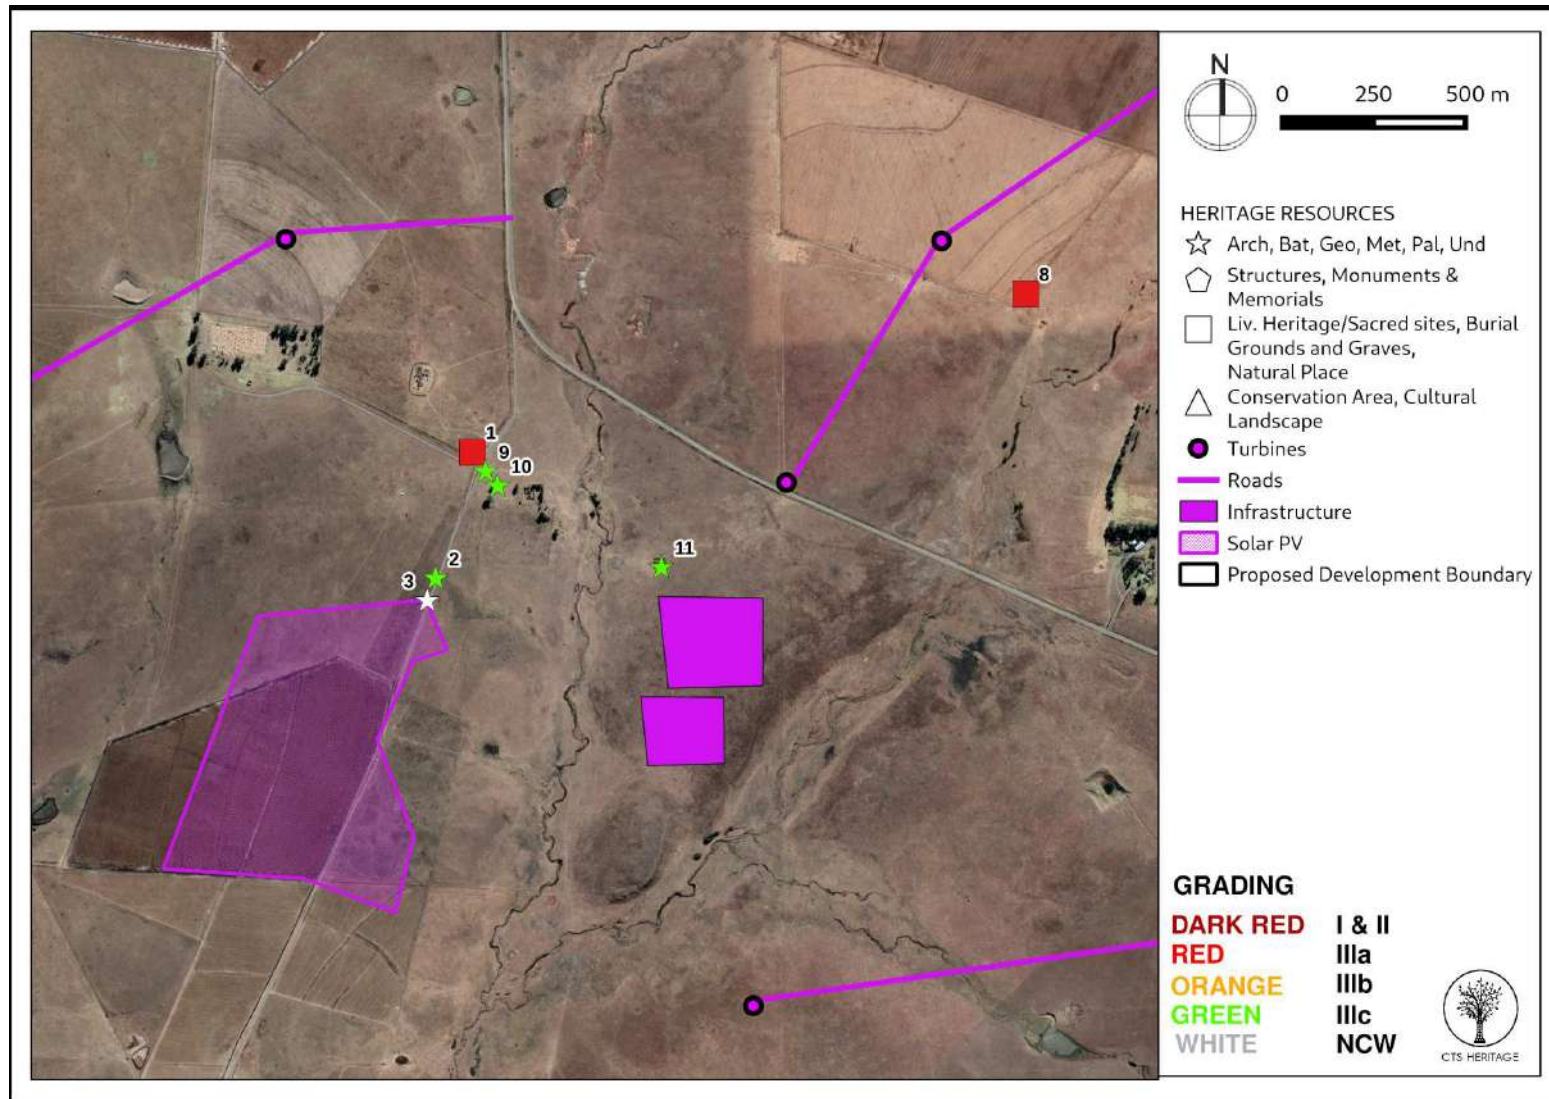 N
0 250 500 m
HERITAGE RESOURCES
Arch, Bat, Geo, Met, Pal, Und
Structures, Monuments &
Memorials
Liv. Heritage/Sacred sites, Burial
Grounds and Graves,
Natural Place
Conservation Area, Cultural
Landscape
Turbines
Roads
Infrastructure
Solar PV
Proposed Development Boundary
8
1
9
10
11
2
3
GRADING
DARK RED I & II
RED IIIa
ORANGE IIIb
GREEN IIIc
WHITE NCW
CTS HERITAGE